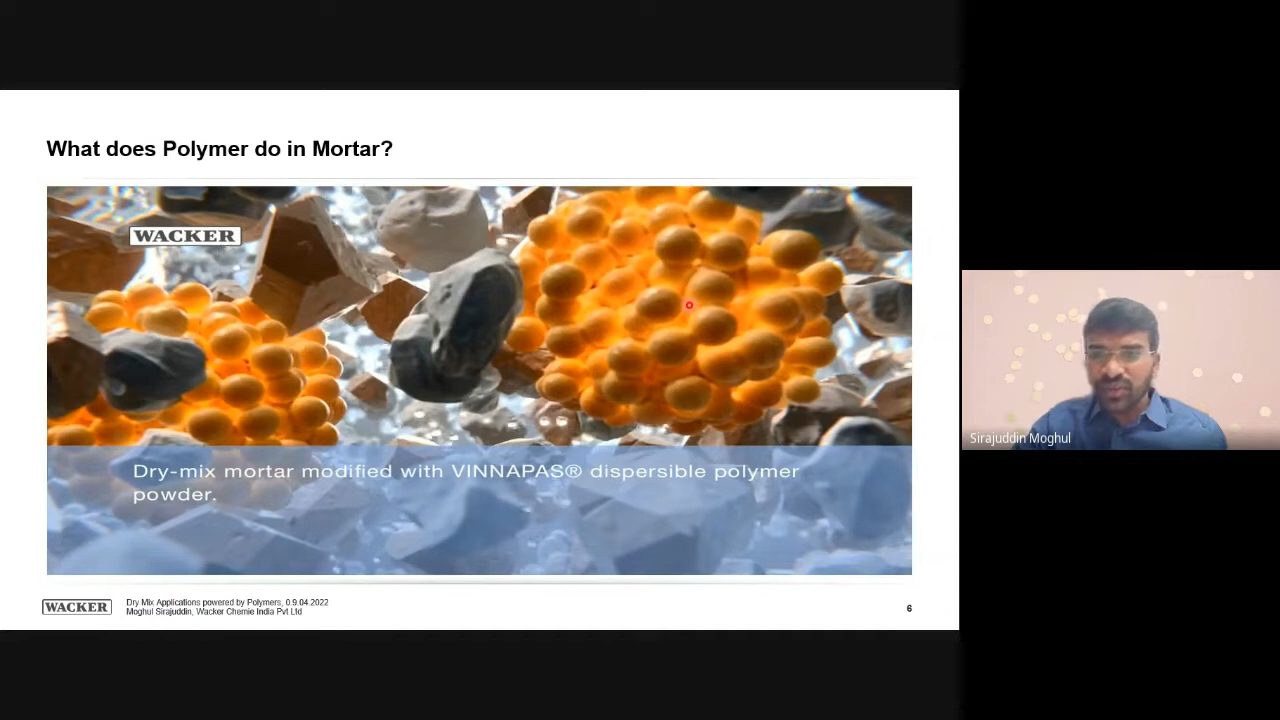 What does Polymer do in Mortar?
WACKER
Dry-mix mortar modified with VINNAPAS® dispersible polymer
powder.
WACKER
Dry Mix Applications powered by Polymers, 0.9.04.2022
Moghul Sirajuddin, Wacker Chemie India Pvt Ltd
6
Sirajuddin Moghul